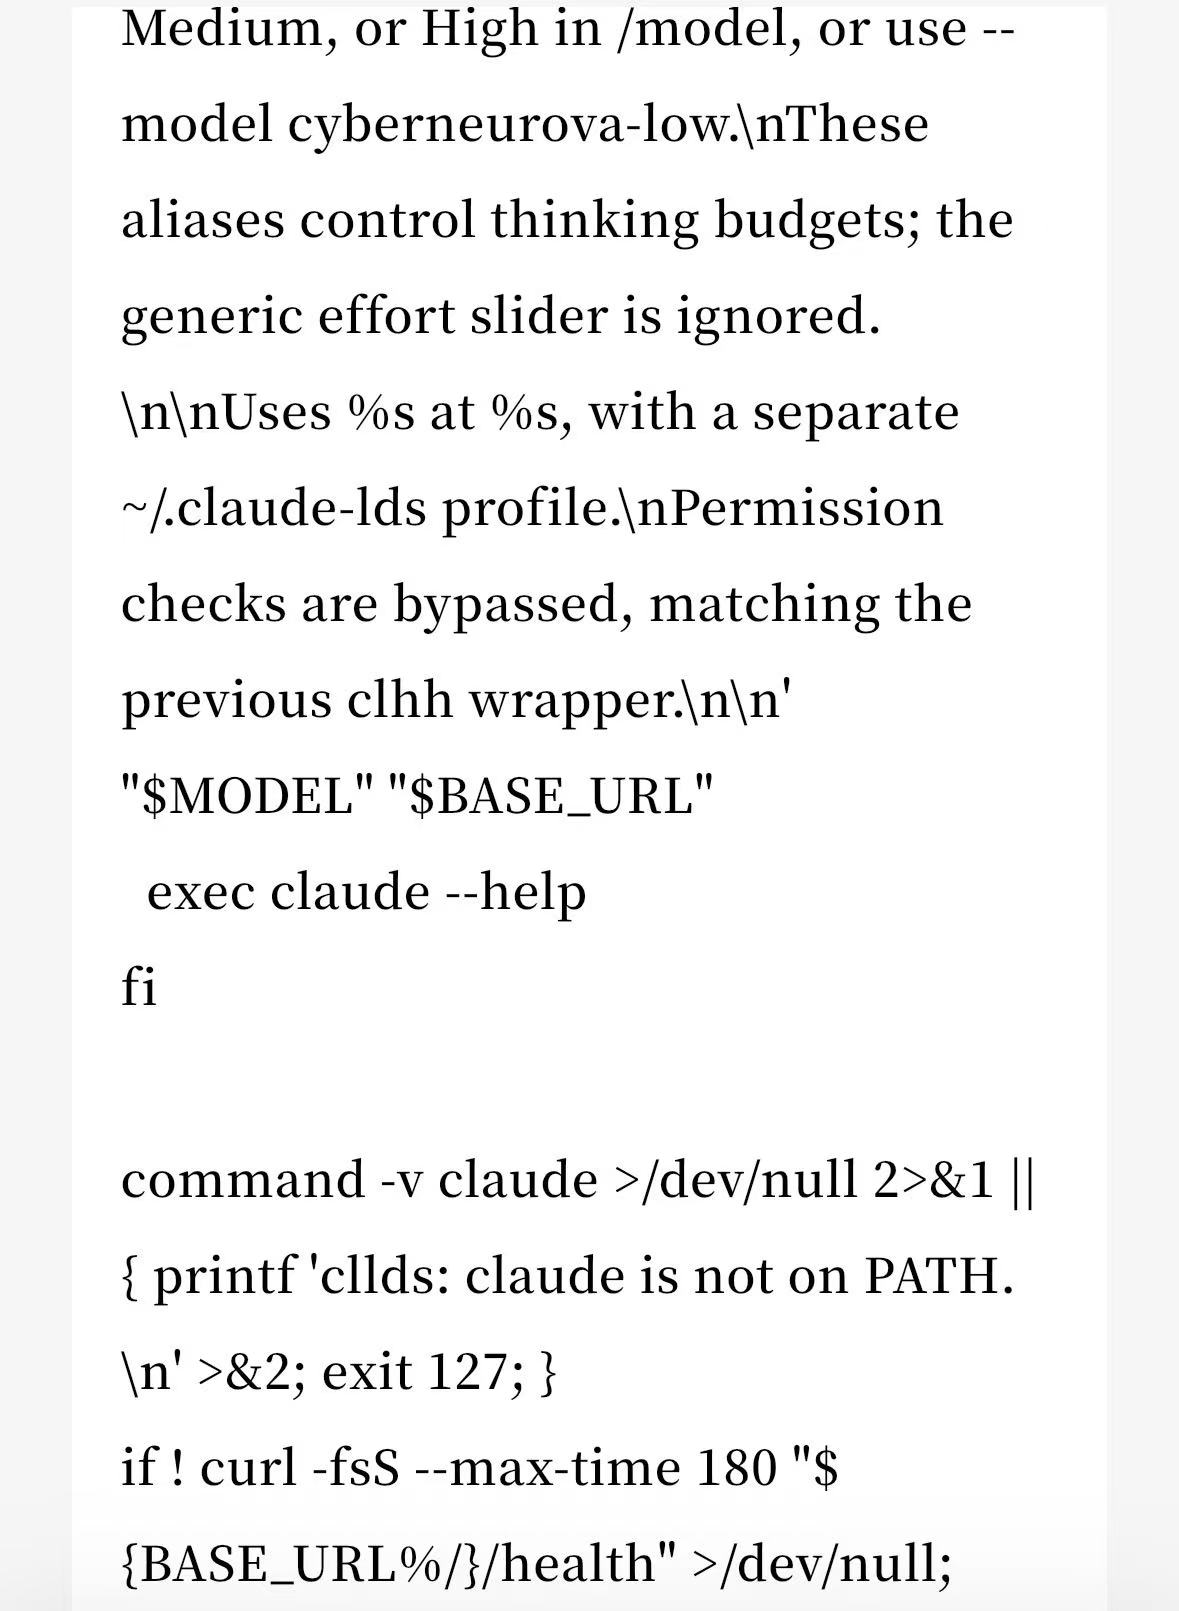 Medium, or High in /model, or use --
model cyberneurova-low.\nThese
aliases control thinking budgets; the
generic effort slider is ignored.
\n\nUses %s at %s, with a separate
~/.claude-lds profile.\nPermission
checks are bypassed, matching the
previous clhh wrapper.\n\n'
"$MODEL" "$BASE_URL"
  exec claude --help
fi

command -v claude >/dev/null 2>&1 ||
{ printf 'cllds: claude is not on PATH.
\n' >&2; exit 127; }
if ! curl -fsS --max-time 180 "$
{BASE_URL%/}/health" >/dev/null;